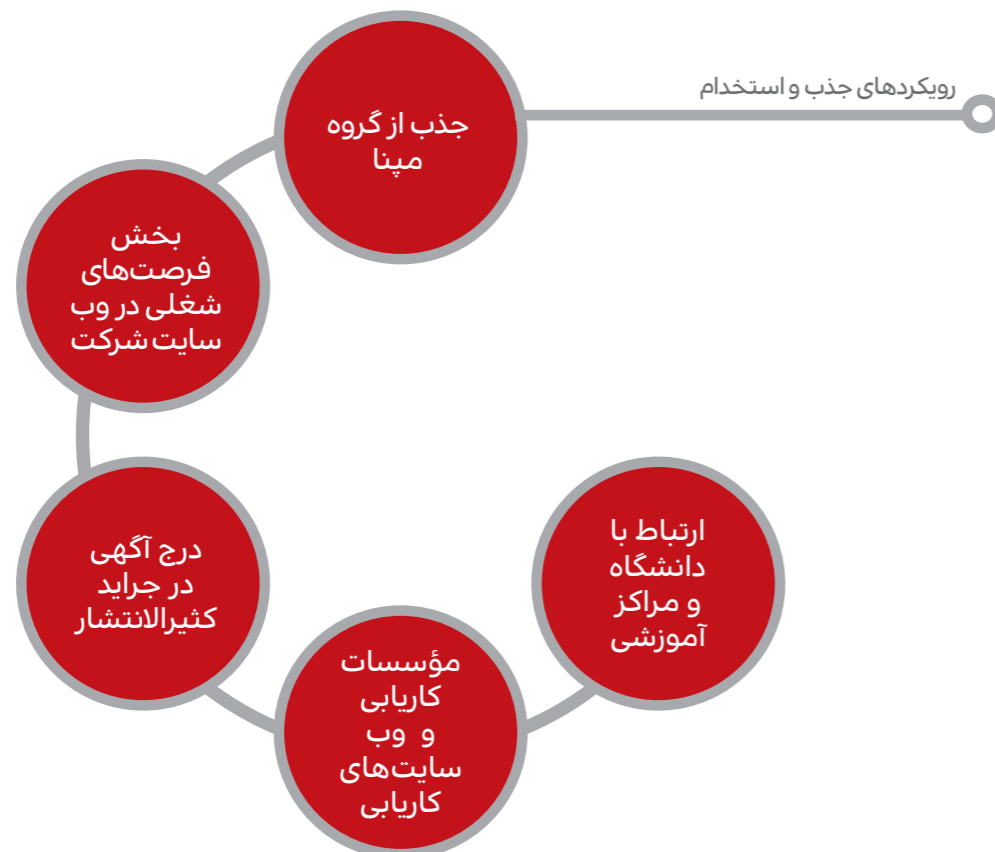 رویکردهای جذب و استخدام
جذب از گروه
مپنا
بخش
فرصت‌های
شغلی در وب
سایت شرکت
درج آگهی
در جراید
کثیرالانتشار
مؤسسات
کاریابی
و وب
سایت‌های
کاریابی
ارتباط با
دانشگاه
و مراکز
آموزشی